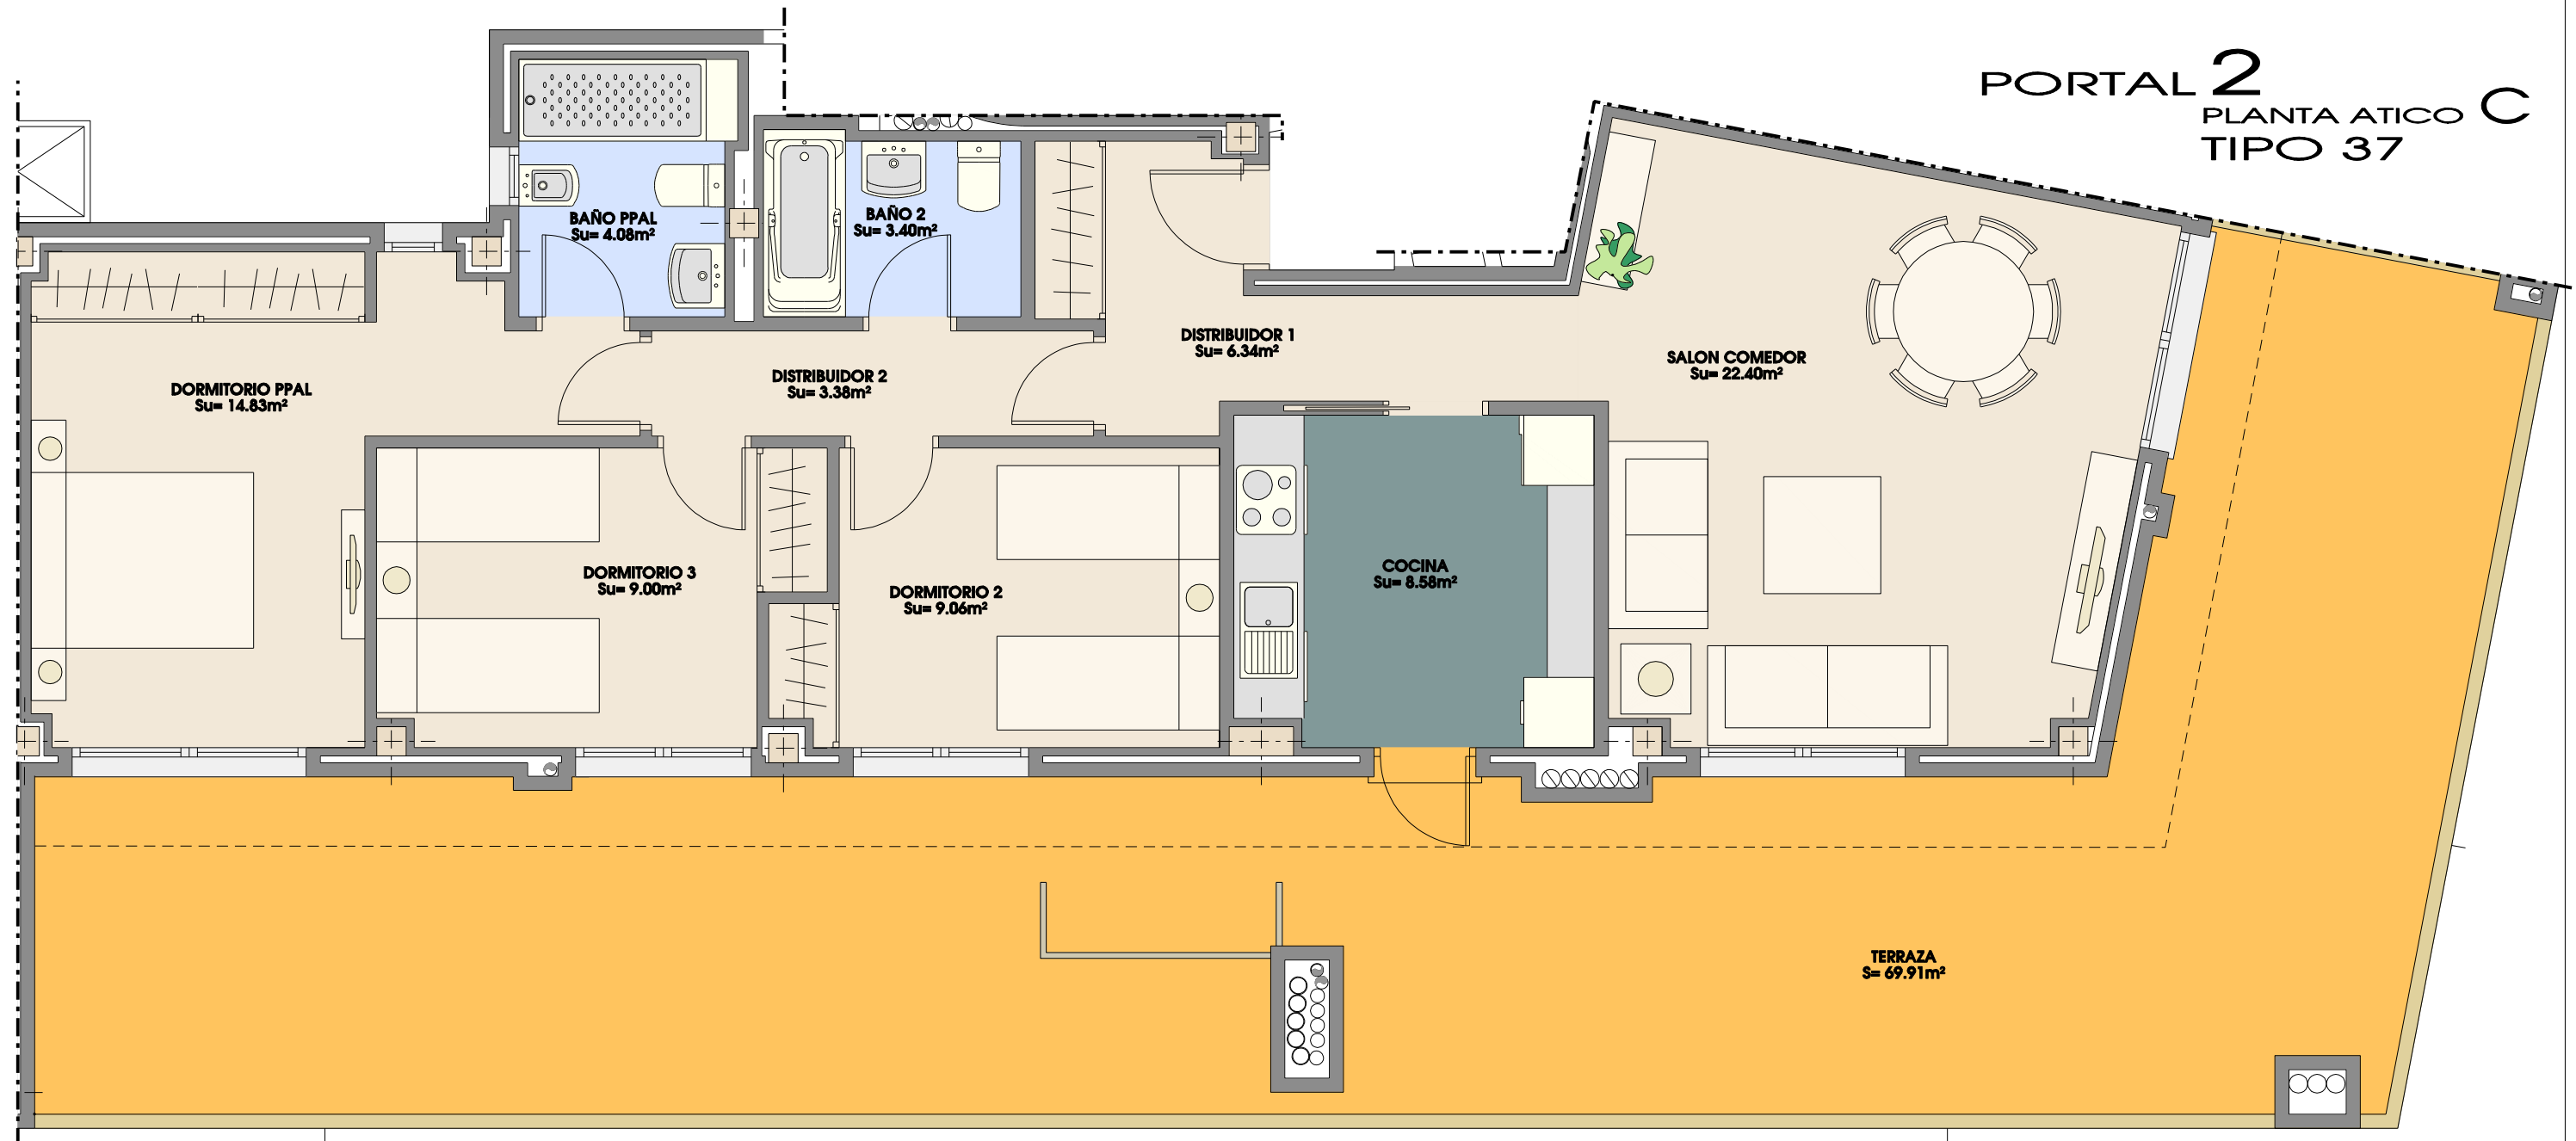 PORTAL 2
PLANTA ATICO C
TIPO 37
BAÑO PPAL
Su= 4.08m²
BAÑO 2
Su= 3.40m²
DISTRIBUIDOR 1
Su= 6.34m²
SALON COMEDOR
Su= 22.40m²
DORMITORIO PPAL
Su= 14.83m²
DISTRIBUIDOR 2
Su= 3.38m²
DORMITORIO 3
Su= 9.00m²
DORMITORIO 2
Su= 9.06m²
COCINA
Su= 8.58m²
TERRAZA
S= 69.91m²